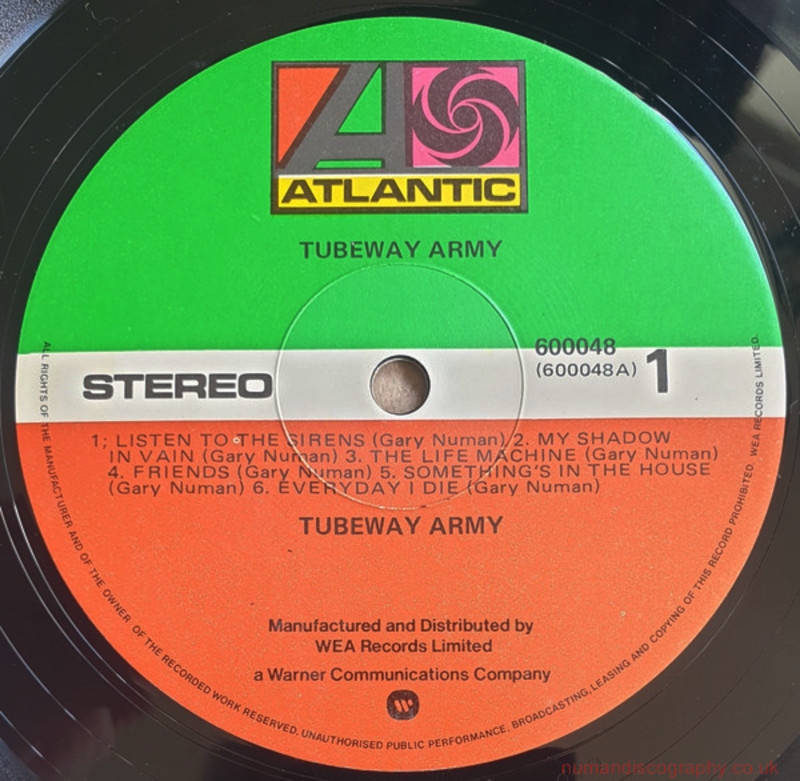 ATLANTIC
TUBEWAY ARMY
STEREO
600048
(600048A)
1
1; LISTEN TO THE SIRENS (Gary Numan) 2. MY SHADOW
IN VAIN (Gary Numan) 3. THE LIFE MACHINE (Gary Numan)
4. FRIENDS (Gary Numan) 5. SOMETHING'S IN THE HOUSE
(Gary Numan) 6. EVERYDAY I DIE (Gary Numan)
TUBEWAY ARMY
Manufactured and Distributed by
WEA Records Limited
a Warner Communications Company
ALL RIGHTS OF THE MANUFACTURER AND OF THE OWNER OF THE RECORDED WORK RESERVED. UNAUTHORISED PUBLIC PERFORMANCE, BROADCASTING, LEASING AND COPYING OF THIS RECORD PROHIBITED. WEA RECORDS LIMITED.
numandiscography.co.uk